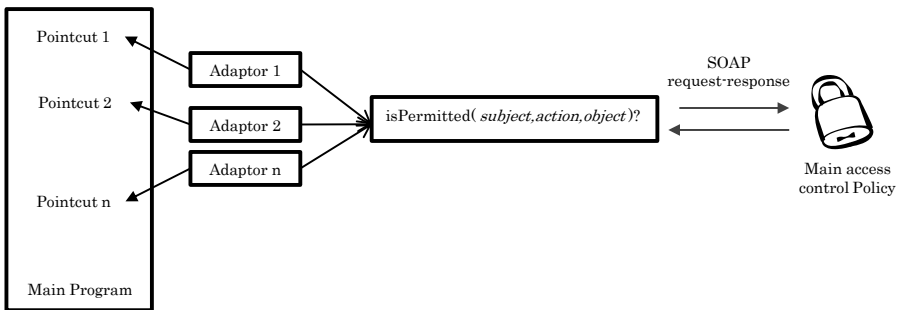 Pointcut 1
Adaptor 1
Pointcut 2
Adaptor 2
Adaptor n
Pointcut n
Main Program
isPermitted( subject,action,object)?
SOAP
request-response
Main access
control Policy